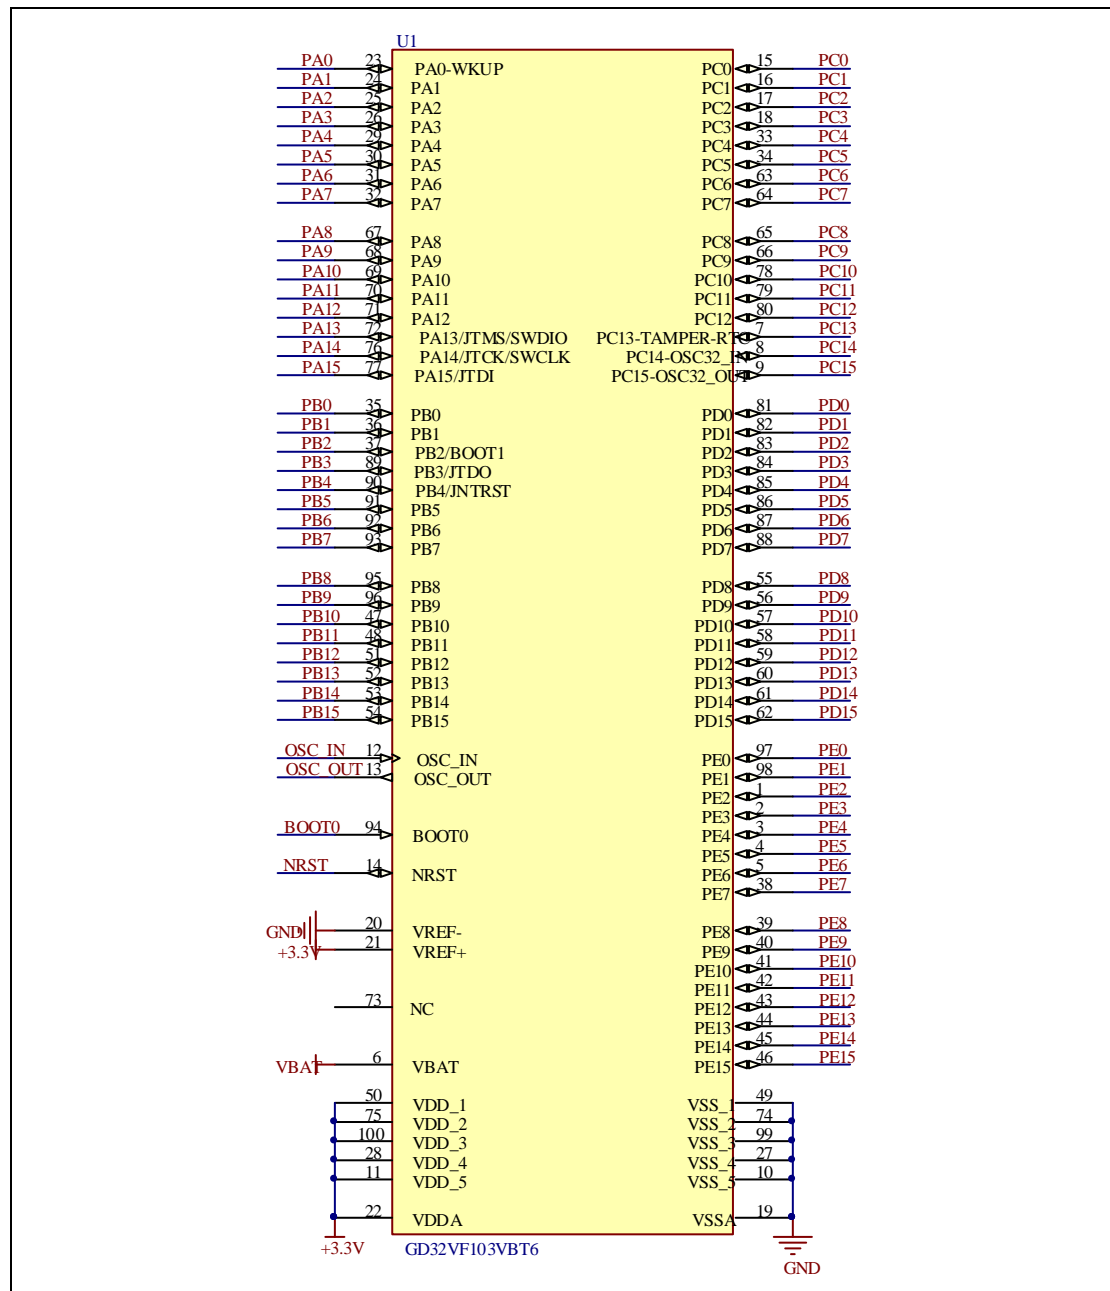 U1
PA0 23 PA0-WKUP PC0 15 PC0
PA1 24 PA1 PC1 16 PC1
PA2 25 PA2 PC2 17 PC2
PA3 26 PA3 PC3 18 PC3
PA4 29 PA4 PC4 33 PC4
PA5 30 PA5 PC5 34 PC5
PA6 31 PA6 PC6 63 PC6
PA7 32 PA7 PC7 64 PC7
PA8 67 PA8 PC8 65 PC8
PA9 68 PA9 PC9 66 PC9
PA10 69 PA10 PC10 78 PC10
PA11 70 PA11 PC11 79 PC11
PA12 71 PA12 PC12 80 PC12
PA13 72 PA13/JTMS/SWDIO PC13-TAMPER-RTC 7 PC13
PA14 76 PA14/JTCK/SWCLK PC14-OSC32_IN 8 PC14
PA15 77 PA15/JTDI PC15-OSC32_OUT 9 PC15
PB0 35 PB0 PD0 81 PD0
PB1 36 PB1 PD1 82 PD1
PB2 37 PB2/BOOT1 PD2 83 PD2
PB3 89 PB3/JTDO PD3 84 PD3
PB4 90 PB4/JNTRST PD4 85 PD4
PB5 91 PB5 PD5 86 PD5
PB6 92 PB6 PD6 87 PD6
PB7 93 PB7 PD7 88 PD7
PB8 95 PB8 PD8 55 PD8
PB9 96 PB9 PD9 56 PD9
PB10 47 PB10 PD10 57 PD10
PB11 48 PB11 PD11 58 PD11
PB12 51 PB12 PD12 59 PD12
PB13 52 PB13 PD13 60 PD13
PB14 53 PB14 PD14 61 PD14
PB15 54 PB15 PD15 62 PD15
OSC_IN 12 OSC_IN PE0 97 PE0
OSC_OUT 13 OSC_OUT PE1 98 PE1
PE2 1 PE2
PE3 2 PE3
BOOT0 94 BOOT0 PE4 3 PE4
PE5 4 PE5
NRST 14 NRST PE6 5 PE6
PE7 38 PE7
GND 20 VREF- PE8 39 PE8
+3.3V 21 VREF+ PE9 40 PE9
PE10 41 PE10
PE11 42 PE11
73 NC PE12 43 PE12
PE13 44 PE13
PE14 45 PE14
VBAT 6 VBAT PE15 46 PE15
50 VDD_1 VSS_1 49
75 VDD_2 VSS_2 74
100 VDD_3 VSS_3 99
28 VDD_4 VSS_4 27
11 VDD_5 VSS_5 10
22 VDDA VSSA 19
+3.3V GD32VF103VBT6 GND